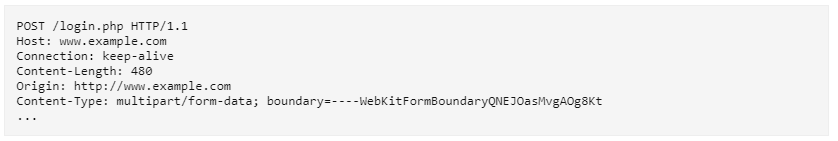 POST /login.php HTTP/1.1
Host: www.example.com
Connection: keep-alive
Content-Length: 480
Origin: http://www.example.com
Content-Type: multipart/form-data; boundary=----WebKitFormBoundaryQNEJOasMvgAOg8Kt
...